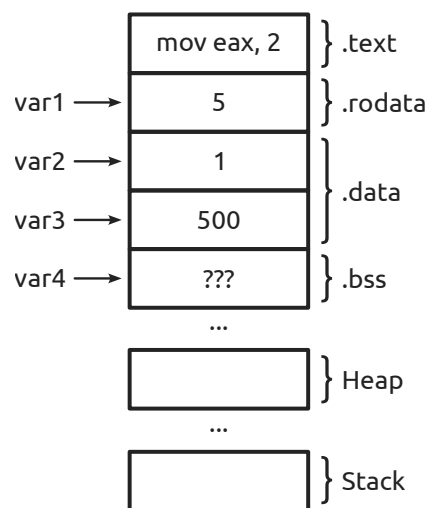 mov eax, 2 .text
var1 5 .rodata
var2 1
.data
var3 500
var4 ??? .bss
...
Heap
...
Stack